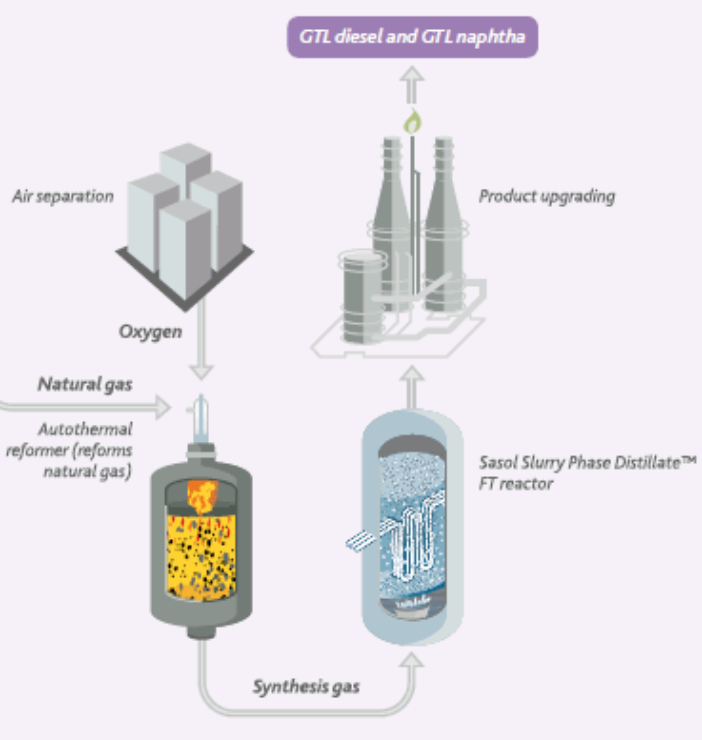 GTL diesel and GTL naphtha
Air separation
Product upgrading
Oxygen
Natural gas
Autothermal
reformer (reforms
natural gas)
Sasol Slurry Phase Distillate™
FT reactor
Synthesis gas